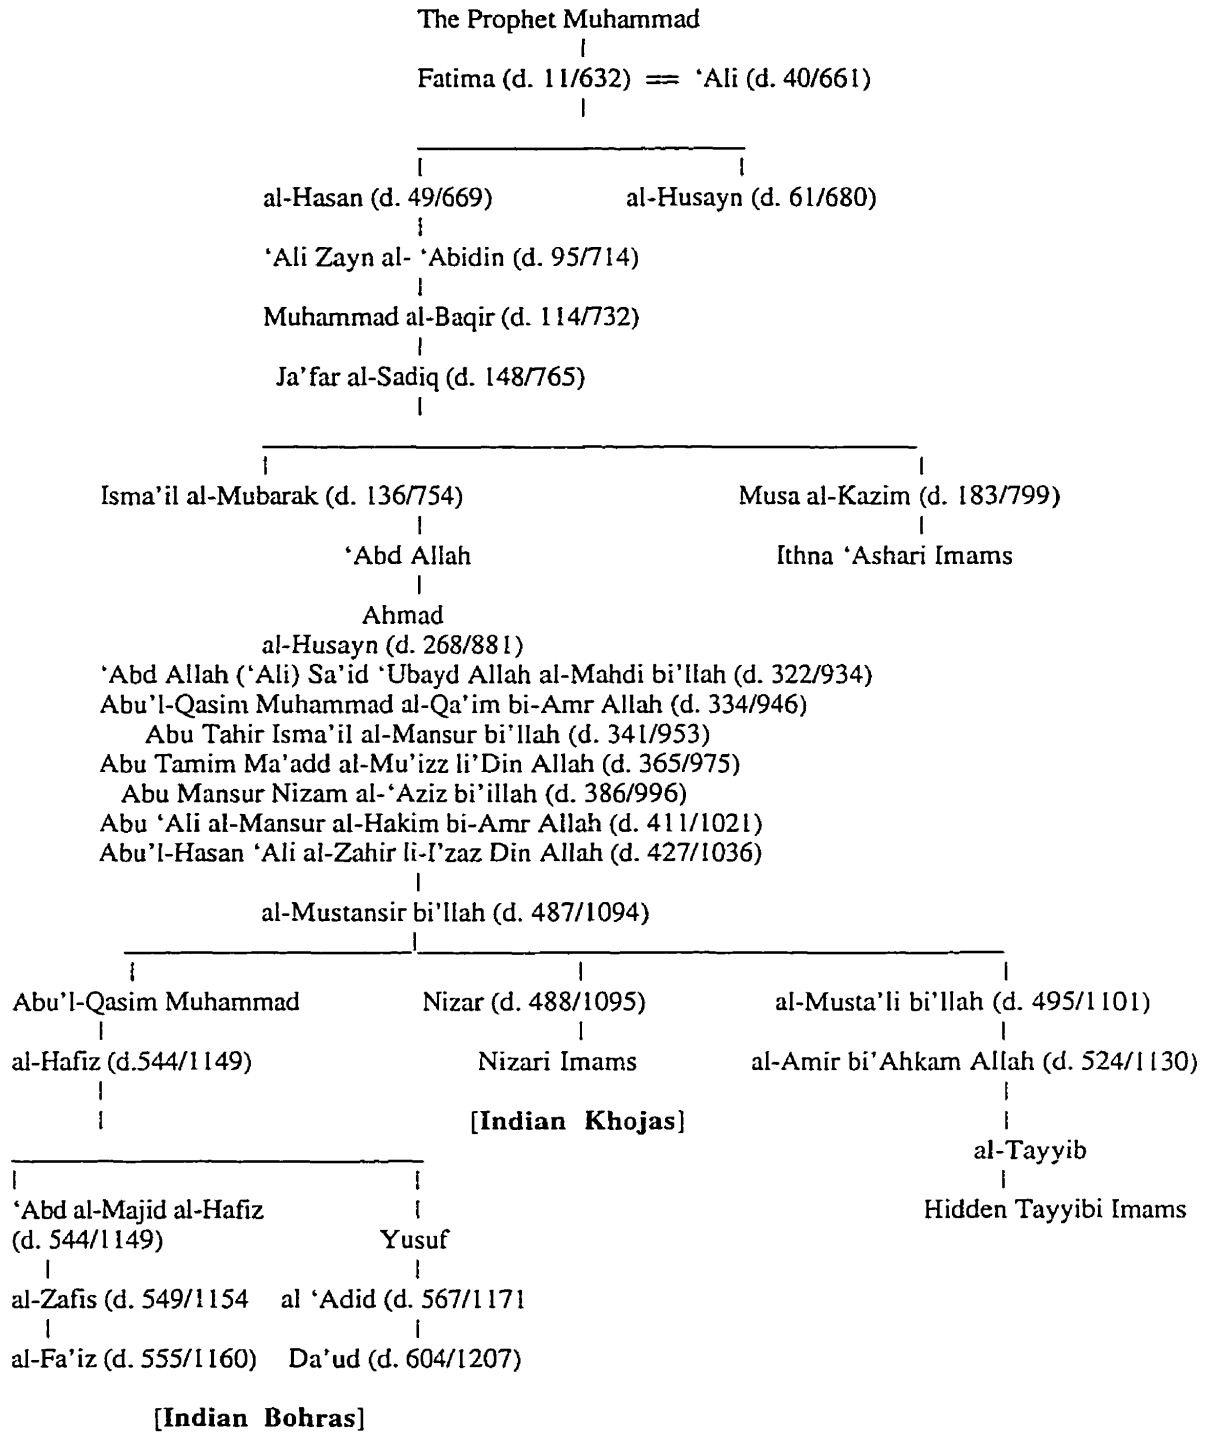 The Prophet Muhammad
Fatima (d. 11/632) == ‘Ali (d. 40/661)
al-Hasan (d. 49/669) al-Husayn (d. 61/680)
‘Ali Zayn al- ‘Abidin (d. 95/714)
Muhammad al-Baqir (d. 114/732)
Ja’far al-Sadiq (d. 148/765)
Isma’il al-Mubarak (d. 136/754) Musa al-Kazim (d. 183/799)
‘Abd Allah Ithna ‘Ashari Imams
Ahmad
al-Husayn (d. 268/881)
‘Abd Allah (‘Ali) Sa’id ‘Ubayd Allah al-Mahdi bi’llah (d. 322/934)
Abu’l-Qasim Muhammad al-Qa’im bi-Amr Allah (d. 334/946)
Abu Tahir Isma’il al-Mansur bi’llah (d. 341/953)
Abu Tamim Ma’add al-Mu’izz li’Din Allah (d. 365/975)
Abu Mansur Nizam al-‘Aziz bi’illah (d. 386/996)
Abu ‘Ali al-Mansur al-Hakim bi-Amr Allah (d. 411/1021)
Abu’l-Hasan ‘Ali al-Zahir li-I’zaz Din Allah (d. 427/1036)
al-Mustansir bi’llah (d. 487/1094)
Abu’l-Qasim Muhammad Nizar (d. 488/1095) al-Musta’li bi’llah (d. 495/1101)
al-Hafiz (d.544/1149) Nizari Imams al-Amir bi’Ahkam Allah (d. 524/1130)
[Indian Khojas]
al-Tayyib
‘Abd al-Majid al-Hafiz Hidden Tayyibi Imams
(d. 544/1149) Yusuf
al-Zafis (d. 549/1154 al ‘Adid (d. 567/1171
al-Fa’iz (d. 555/1160) Da’ud (d. 604/1207)
[Indian Bohras]